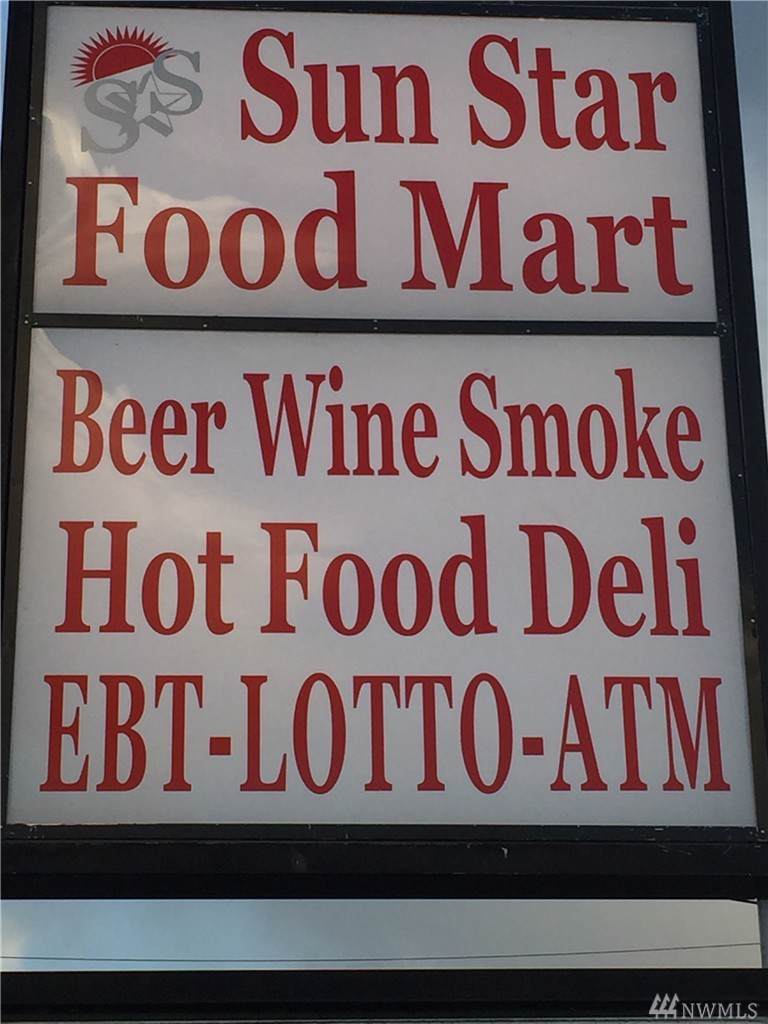 SS Sun Star
Food Mart
Beer Wine Smoke
Hot Food Deli
EBT-LOTTO-ATM
NWMLS